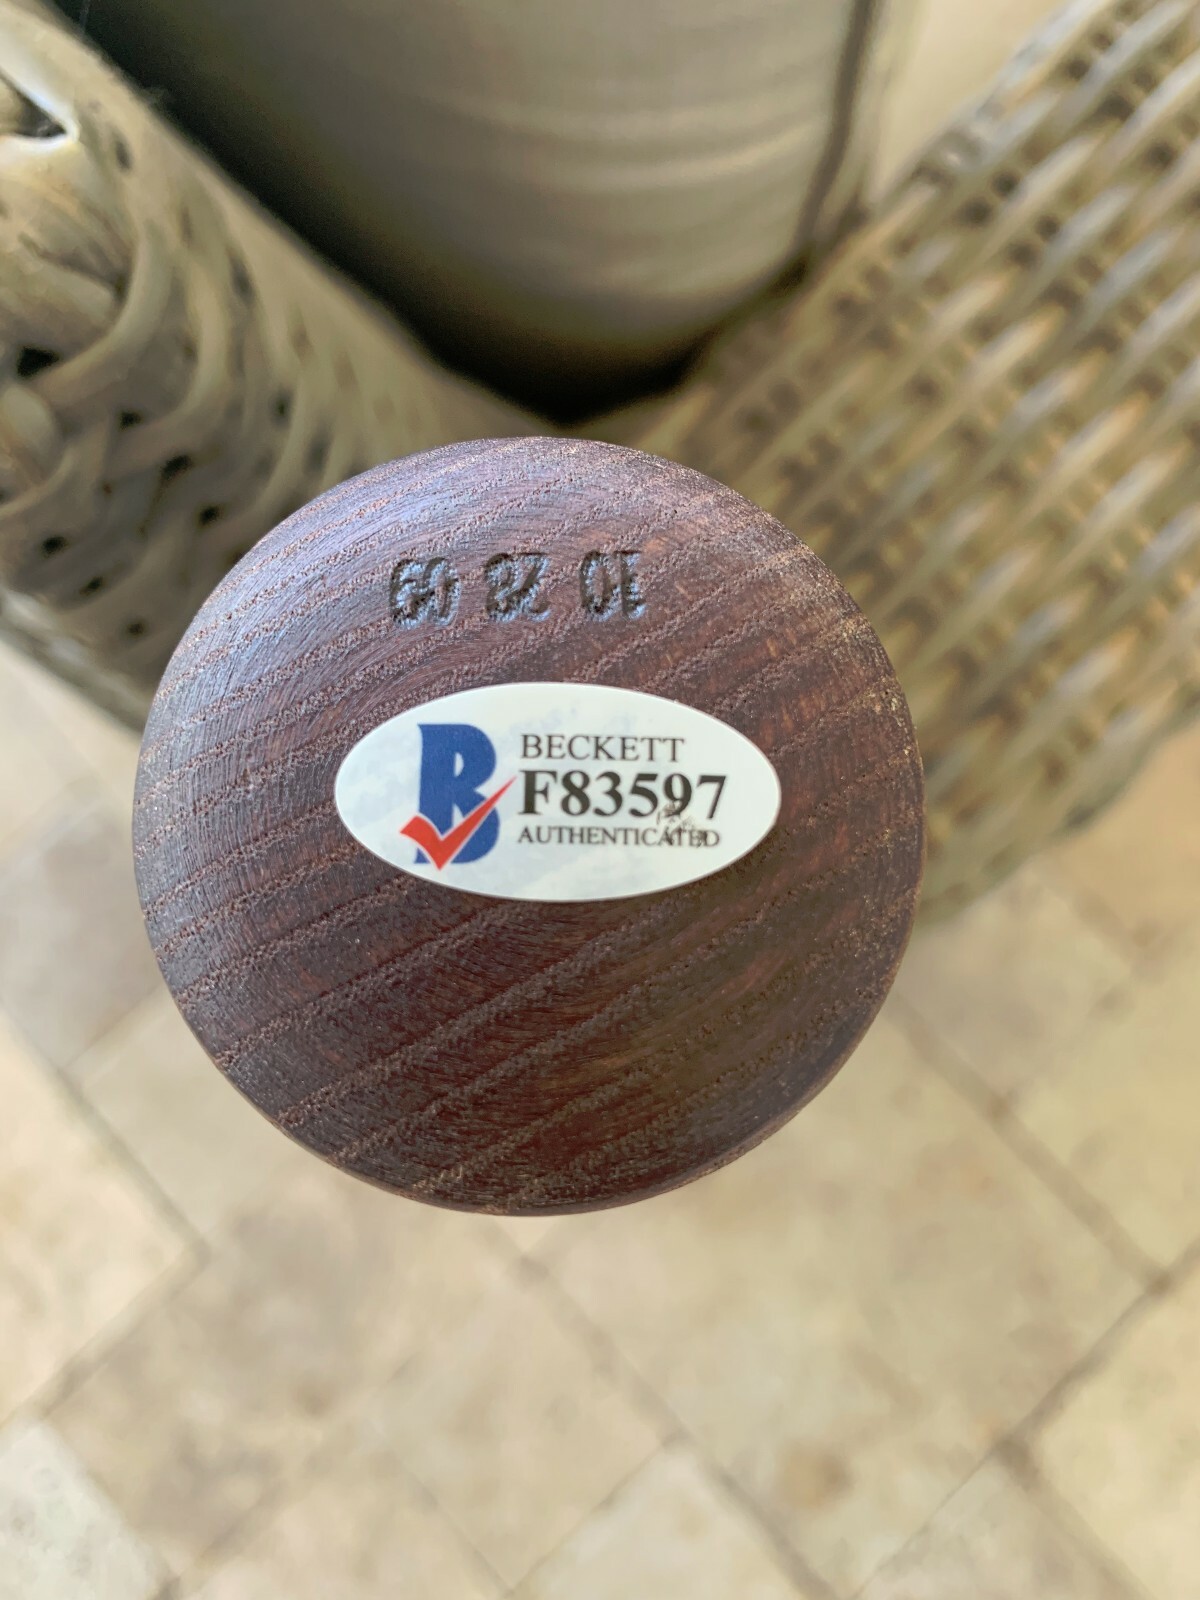 10 28 09
BECKETT
F83597
AUTHENTICATED